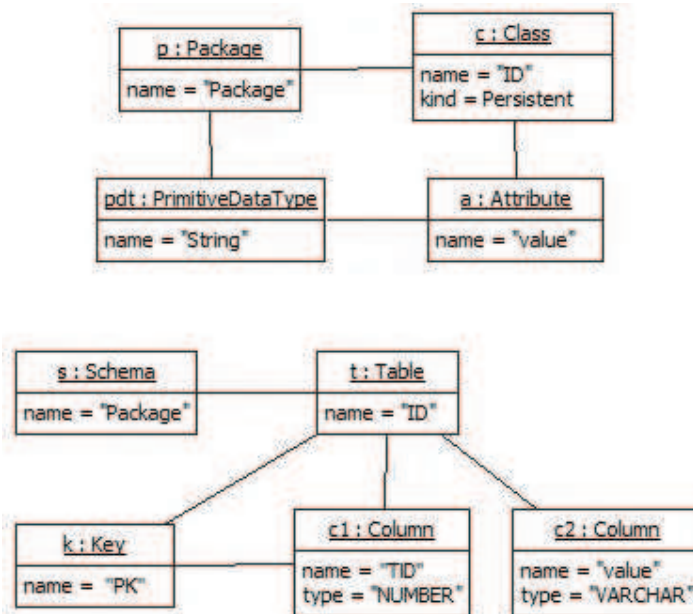 p : Package
name = "Package"
c : Class
name = "ID"
kind = Persistent
pdt : PrimitiveDataType
name = "String"
a : Attribute
name = "value"
s : Schema
name = "Package"
t : Table
name = "ID"
k : Key
name = "PK"
c1 : Column
name = "TID"
type = "NUMBER"
c2 : Column
name = "value"
type = "VARCHAR"